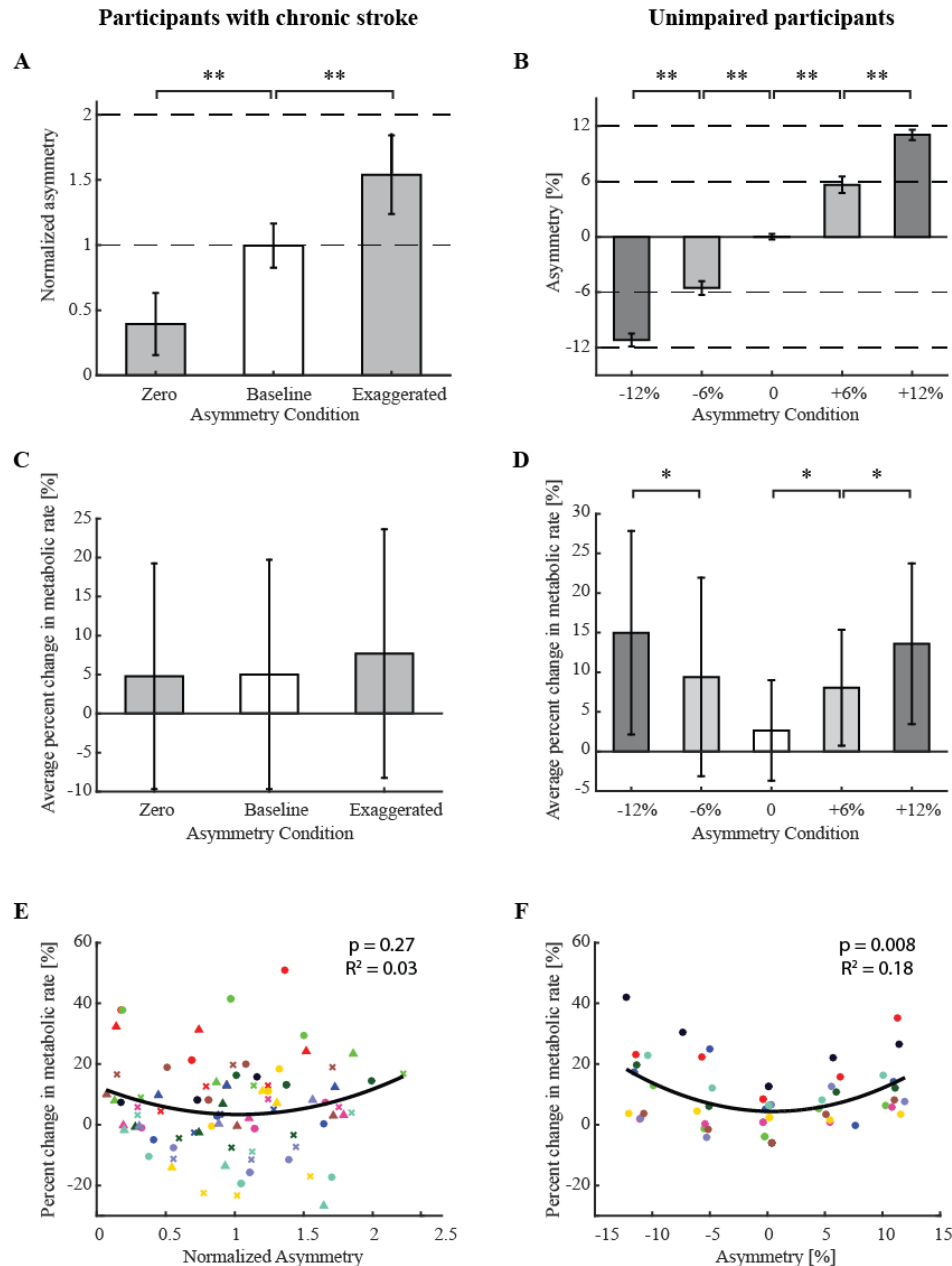 Participants with chronic stroke
Unimpaired participants
A
** **
2
1.5
1
0.5
0
Normalized asymmetry
Zero Baseline Exaggerated
Asymmetry Condition
B
** ** ** **
12
6
0
-6
-12
Asymmetry [%]
-12% -6% 0 +6% +12%
Asymmetry Condition
C
25
20
15
10
5
0
-5
-10
Average percent change in metabolic rate [%]
Zero Baseline Exaggerated
Asymmetry Condition
D
* * *
30
25
20
15
10
5
0
-5
Average percent change in metabolic rate [%]
-12% -6% 0 +6% +12%
Asymmetry Condition
E
p = 0.27
R² = 0.03
60
40
20
0
-20
Percent change in metabolic rate [%]
0 0.5 1 1.5 2 2.5
Normalized Asymmetry
F
p = 0.008
R² = 0.18
60
40
20
0
-20
Percent change in metabolic rate [%]
-15 -10 -5 0 5 10 15
Asymmetry [%]